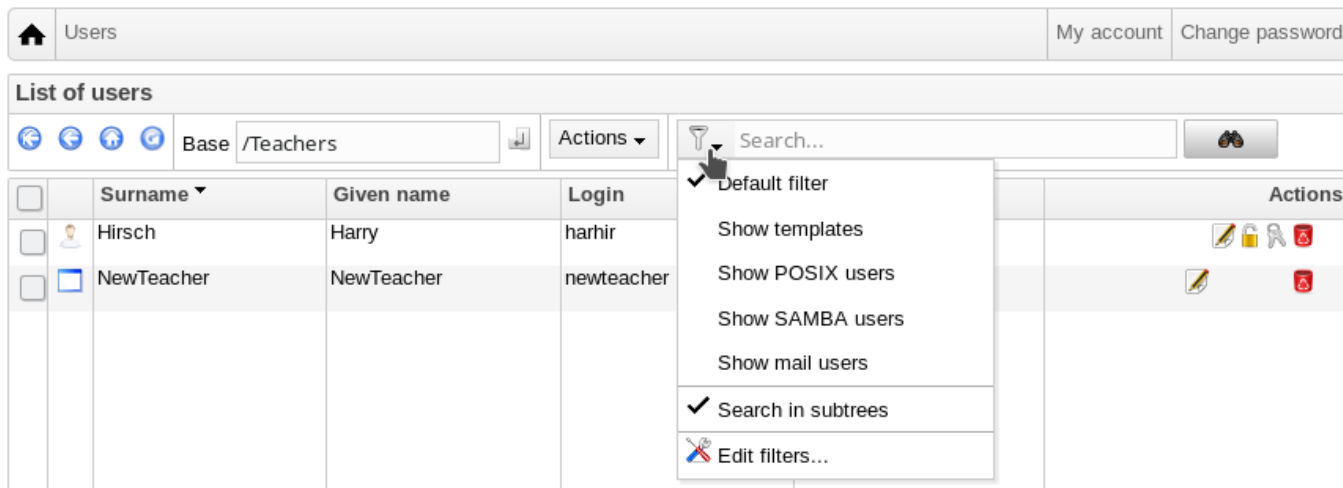 Users My account Change password
List of users
Base /Teachers Actions Search...
Surname Given name Login Actions
Hirsch Harry harhir
NewTeacher NewTeacher newteacher
Default filter
Show templates
Show POSIX users
Show SAMBA users
Show mail users
Search in subtrees
Edit filters...